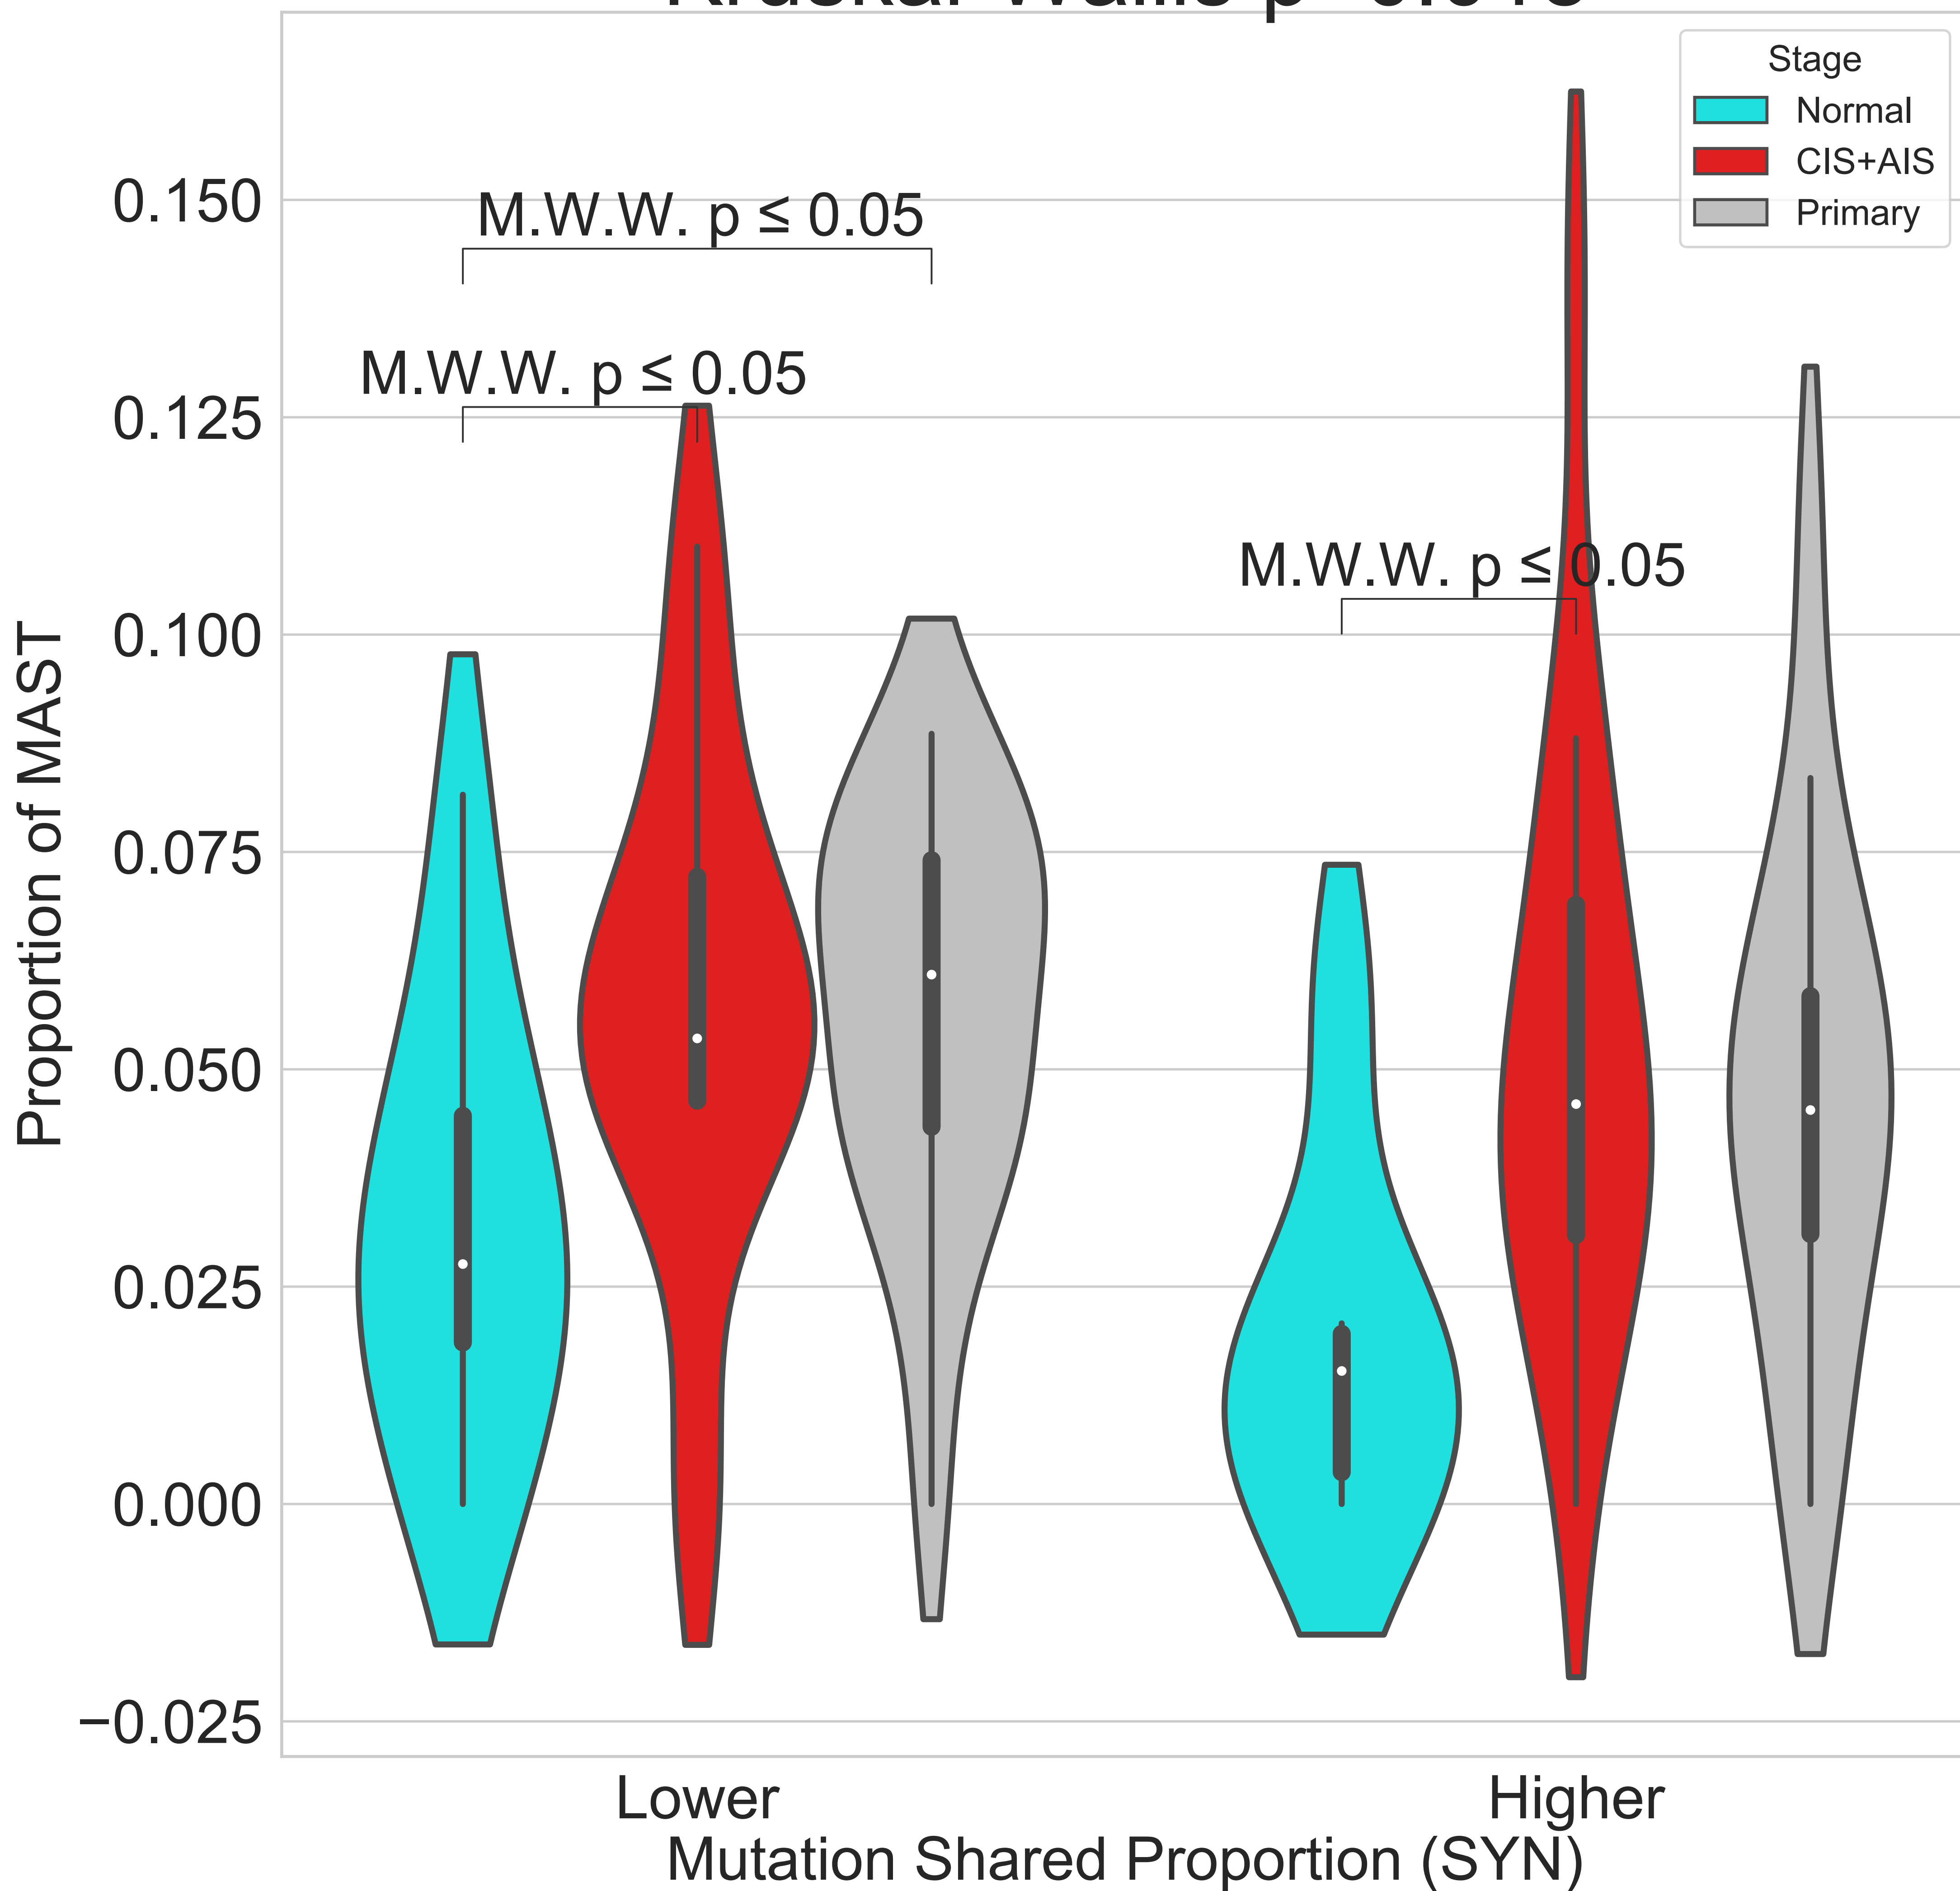 Stage
Normal
CIS+AIS
Primary
0.150
0.125
0.100
0.075
0.050
0.025
0.000
−0.025
Proportion of MAST
M.W.W. p ≤ 0.05
M.W.W. p ≤ 0.05
M.W.W. p ≤ 0.05
Lower
Higher
Mutation Shared Proportion (SYN)